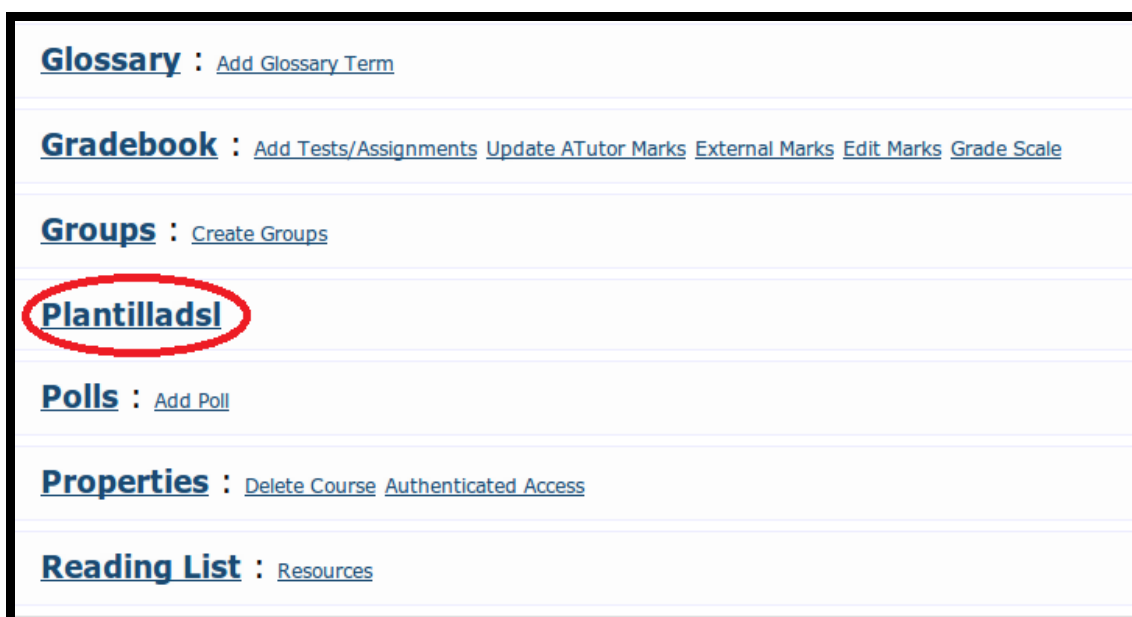 Glossary : Add Glossary Term
Gradebook : Add Tests/Assignments Update ATutor Marks External Marks Edit Marks Grade Scale
Groups : Create Groups
Plantilladsl
Polls : Add Poll
Properties : Delete Course Authenticated Access
Reading List : Resources